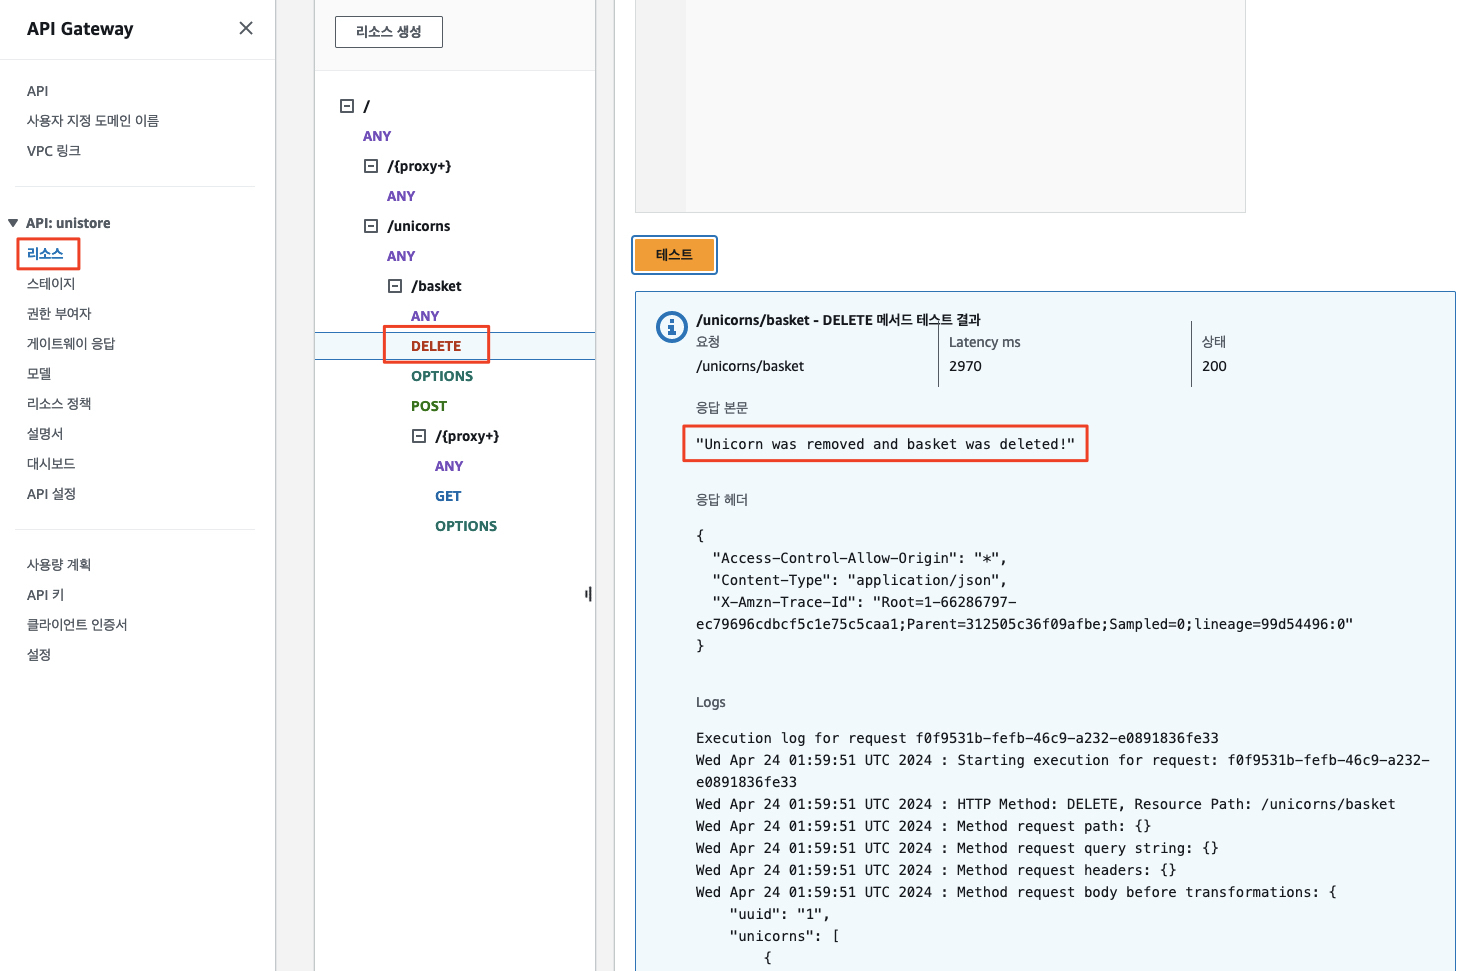 API Gateway
API
사용자 지정 도메인 이름
VPC 링크
API: unistore
리소스
스테이지
권한 부여자
게이트웨이 응답
모델
리소스 정책
설명서
대시보드
API 설정
사용량 계획
API 키
클라이언트 인증서
설정
리소스 생성
/
ANY
/{proxy+}
ANY
/unicorns
ANY
/basket
ANY
DELETE
OPTIONS
POST
/{proxy+}
ANY
GET
OPTIONS
테스트
/unicorns/basket - DELETE 메서드 테스트 결과
요청
/unicorns/basket
Latency ms
2970
상태
200
응답 본문
"Unicorn was removed and basket was deleted!"
응답 헤더
{
"Access-Control-Allow-Origin": "*",
"Content-Type": "application/json",
"X-Amzn-Trace-Id": "Root=1-66286797-
ec79696cdbcf5c1e75c5caa1;Parent=312505c36f09afbe;Sampled=0;lineage=99d54496:0"
}
Logs
Execution log for request f0f9531b-fefb-46c9-a232-e0891836fe33
Wed Apr 24 01:59:51 UTC 2024 : Starting execution for request: f0f9531b-fefb-46c9-a232-
e0891836fe33
Wed Apr 24 01:59:51 UTC 2024 : HTTP Method: DELETE, Resource Path: /unicorns/basket
Wed Apr 24 01:59:51 UTC 2024 : Method request path: {}
Wed Apr 24 01:59:51 UTC 2024 : Method request query string: {}
Wed Apr 24 01:59:51 UTC 2024 : Method request headers: {}
Wed Apr 24 01:59:51 UTC 2024 : Method request body before transformations: {
"uuid": "1",
"unicorns": [
{